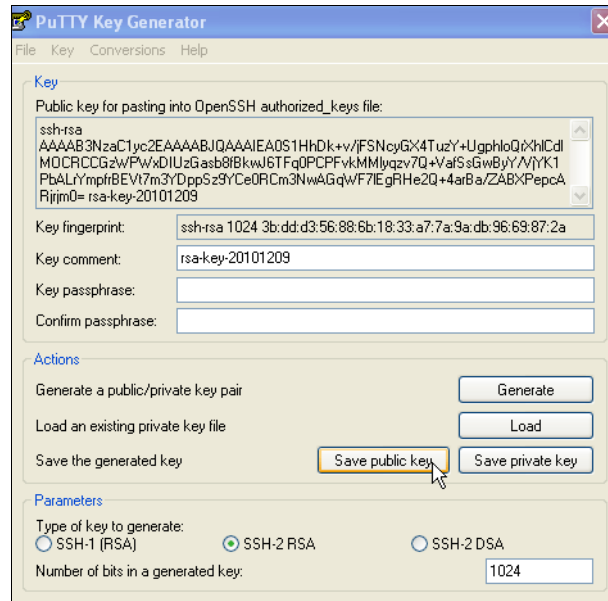 PuTTY Key Generator
File Key Conversions Help
Key
Public key for pasting into OpenSSH authorized_keys file:
ssh-rsa
AAAAB3NzaC1yc2EAAAABJQAAAIEA0S1HhDk+v/jFSNcyGX4TuzY+UgphloQrXhlCdl
MOCRCCGzWPWxDIUzGasb8fBkwJ6TFq0PCPFvkMMlyqzv7Q+VafSsGwByY/VjYK1
PbALrYmpfrBEVt7m3YDppSz9YCe0RCm3NwAGqWF7lEgRHe2Q+4arBa/ZABXPepcA
Rjrjm0= rsa-key-20101209
Key fingerprint: ssh-rsa 1024 3b:dd:d3:56:88:6b:18:33:a7:7a:9a:db:96:69:87:2a
Key comment: rsa-key-20101209
Key passphrase:
Confirm passphrase:
Actions
Generate a public/private key pair Generate
Load an existing private key file Load
Save the generated key Save public key Save private key
Parameters
Type of key to generate:
SSH-1 (RSA) SSH-2 RSA SSH-2 DSA
Number of bits in a generated key: 1024